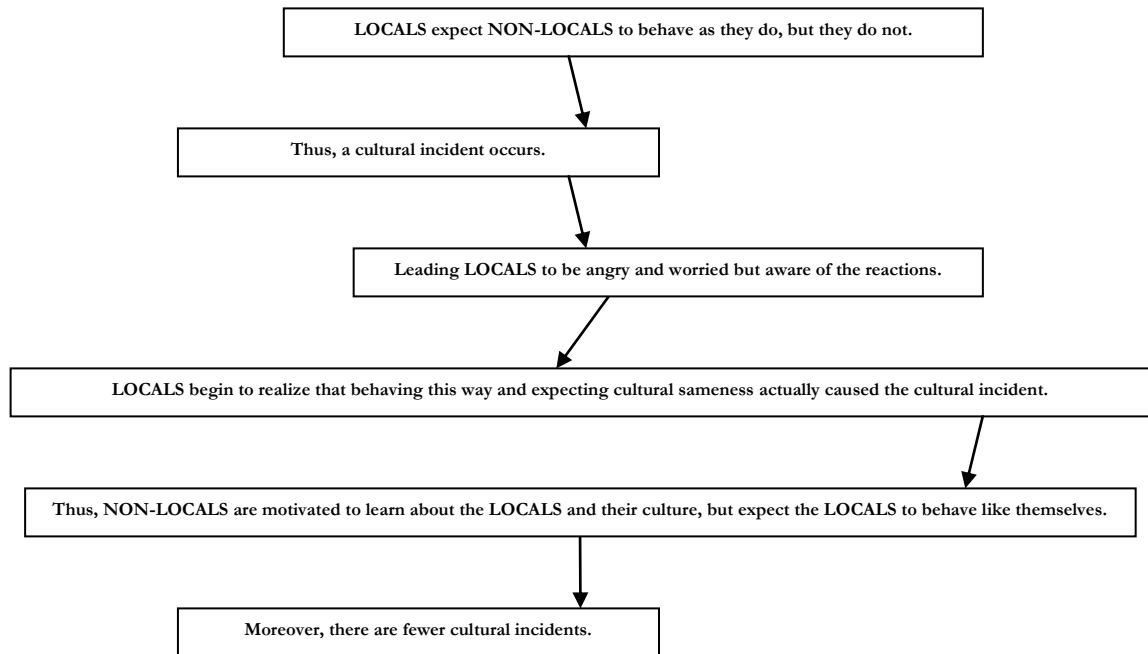 LOCALS expect NON-LOCALS to behave as they do, but they do not.
Thus, a cultural incident occurs.
Leading LOCALS to be angry and worried but aware of the reactions.
LOCALS begin to realize that behaving this way and expecting cultural sameness actually caused the cultural incident.
Thus, NON-LOCALS are motivated to learn about the LOCALS and their culture, but expect the LOCALS to behave like themselves.
Moreover, there are fewer cultural incidents.